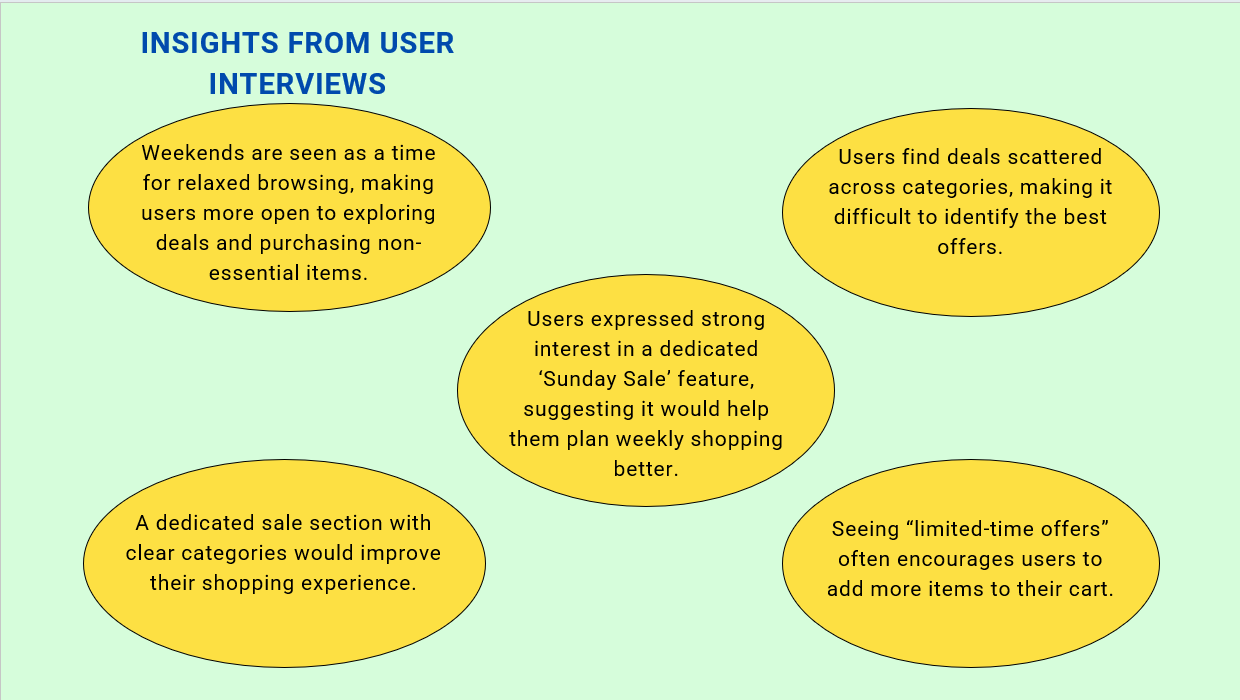 INSIGHTS FROM USER
INTERVIEWS
Weekends are seen as a time
for relaxed browsing, making
users more open to exploring
deals and purchasing non-
essential items.
Users find deals scattered
across categories, making it
difficult to identify the best
offers.
Users expressed strong
interest in a dedicated
‘Sunday Sale’ feature,
suggesting it would help
them plan weekly shopping
better.
A dedicated sale section with
clear categories would improve
their shopping experience.
Seeing “limited-time offers”
often encourages users to
add more items to their cart.